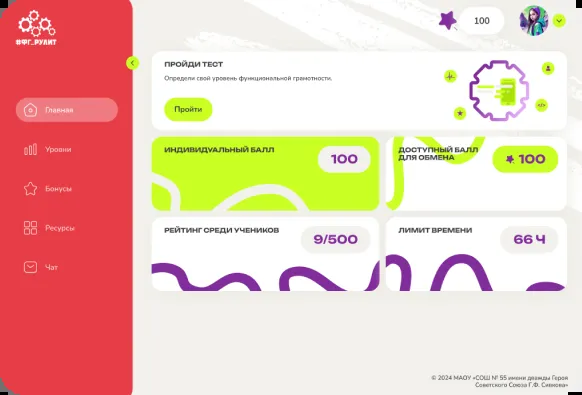 #ФГ_РУЛИТ
100
Главная
Уровни
Бонусы
Ресурсы
Чат
ПРОЙДИ ТЕСТ
Определи свой уровень функциональной грамотности.
Пройти
</>
ИНДИВИДУАЛЬНЫЙ БАЛЛ
100
ДОСТУПНЫЙ БАЛЛ
ДЛЯ ОБМЕНА
100
РЕЙТИНГ СРЕДИ УЧЕНИКОВ
9/500
ЛИМИТ ВРЕМЕНИ
66 Ч
© 2024 МАОУ «СОШ № 55 имени дважды Героя
Советского Союза Г.Ф. Сивкова»